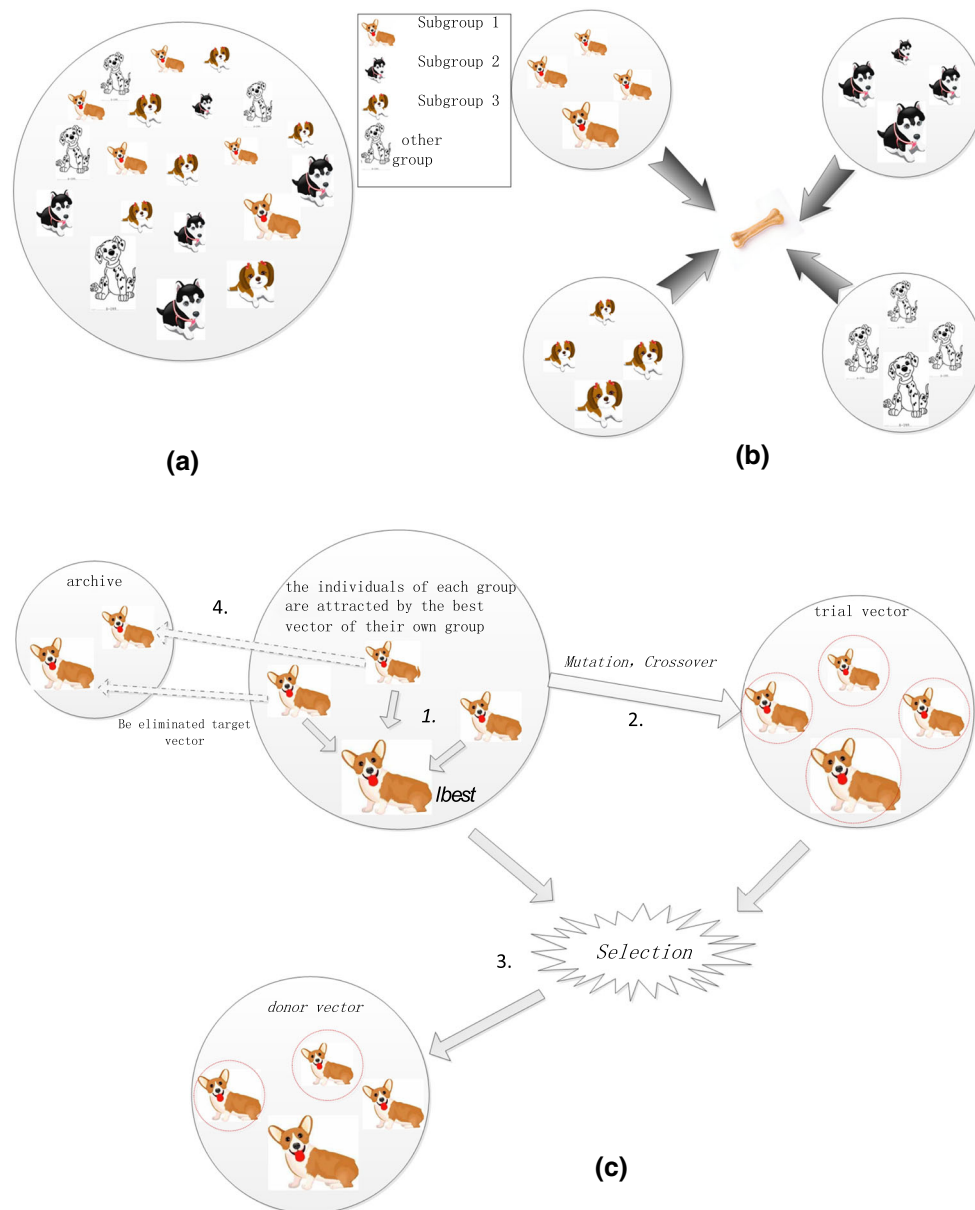 Subgroup 1
Subgroup 2
Subgroup 3
other
group
(a)
(b)
archive
4.
the individuals of each group
are attracted by the best
vector of their own group
Mutation, Crossover
2.
trial vector
Be eliminated target
vector
1.
lbest
3.
Selection
donor vector
(c)